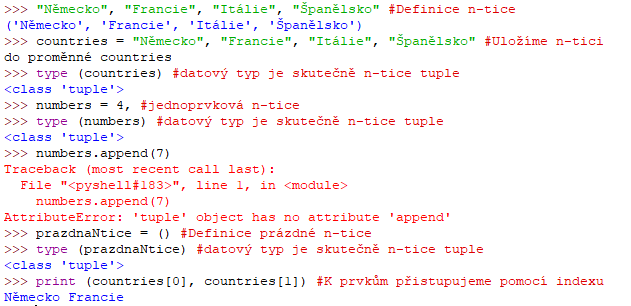 >>> "Německo", "Francie", "Itálie", "Španělsko" #Definice n-tice
('Německo', 'Francie', 'Itálie', 'Španělsko')
>>> countries = "Německo", "Francie", "Itálie", "Španělsko" #Uložíme n-tici
do proměnné countries
>>> type (countries) #datový typ je skutečně n-tice tuple
<class 'tuple'>
>>> numbers = 4, #jednoprvková n-tice
>>> type (numbers) #datový typ je skutečně n-tice tuple
<class 'tuple'>
>>> numbers.append(7)
Traceback (most recent call last):
  File "<pyshell#183>", line 1, in <module>
    numbers.append(7)
AttributeError: 'tuple' object has no attribute 'append'
>>> prazdnaNtice = () #Definice prázdné n-tice
>>> type (prazdnaNtice) #datový typ je skutečně n-tice tuple
<class 'tuple'>
>>> print (countries[0], countries[1]) #K prvkům přistupujeme pomocí indexu
Německo Francie